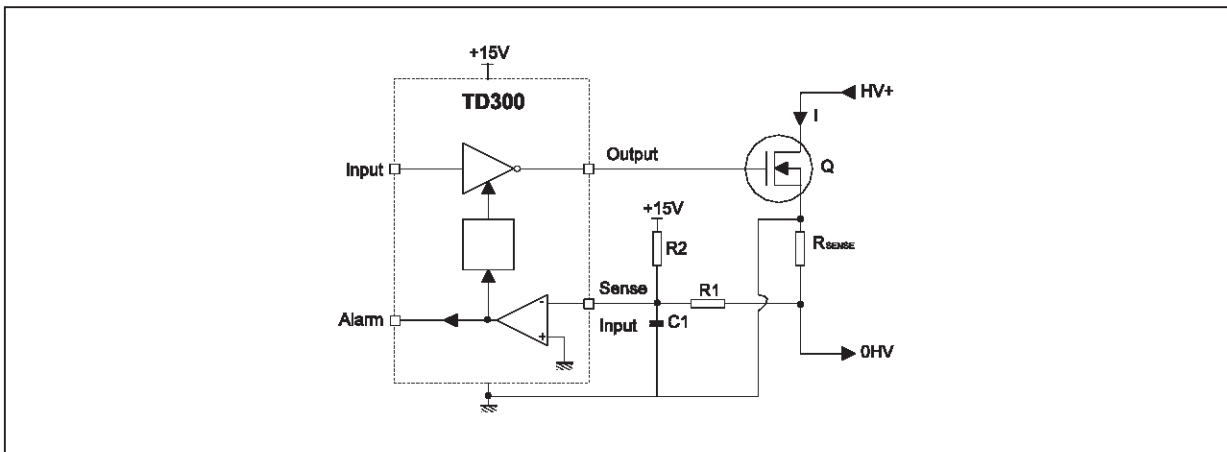 +15V
TD300
HV+
I
Input
Output
Q
+15V
R2
RSENSE
Sense
R1
Input
C1
Alarm
-
+
0HV